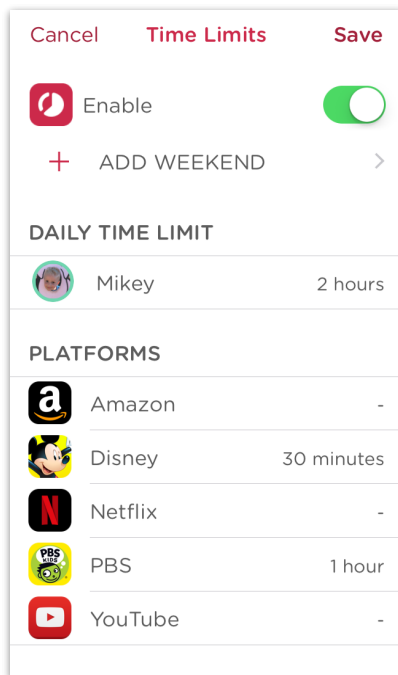 Cancel Time Limits Save
Enable
+ ADD WEEKEND >
DAILY TIME LIMIT
Mikey 2 hours
PLATFORMS
a Amazon -
Disney 30 minutes
N Netflix -
PBS KIDS PBS 1 hour
YouTube -